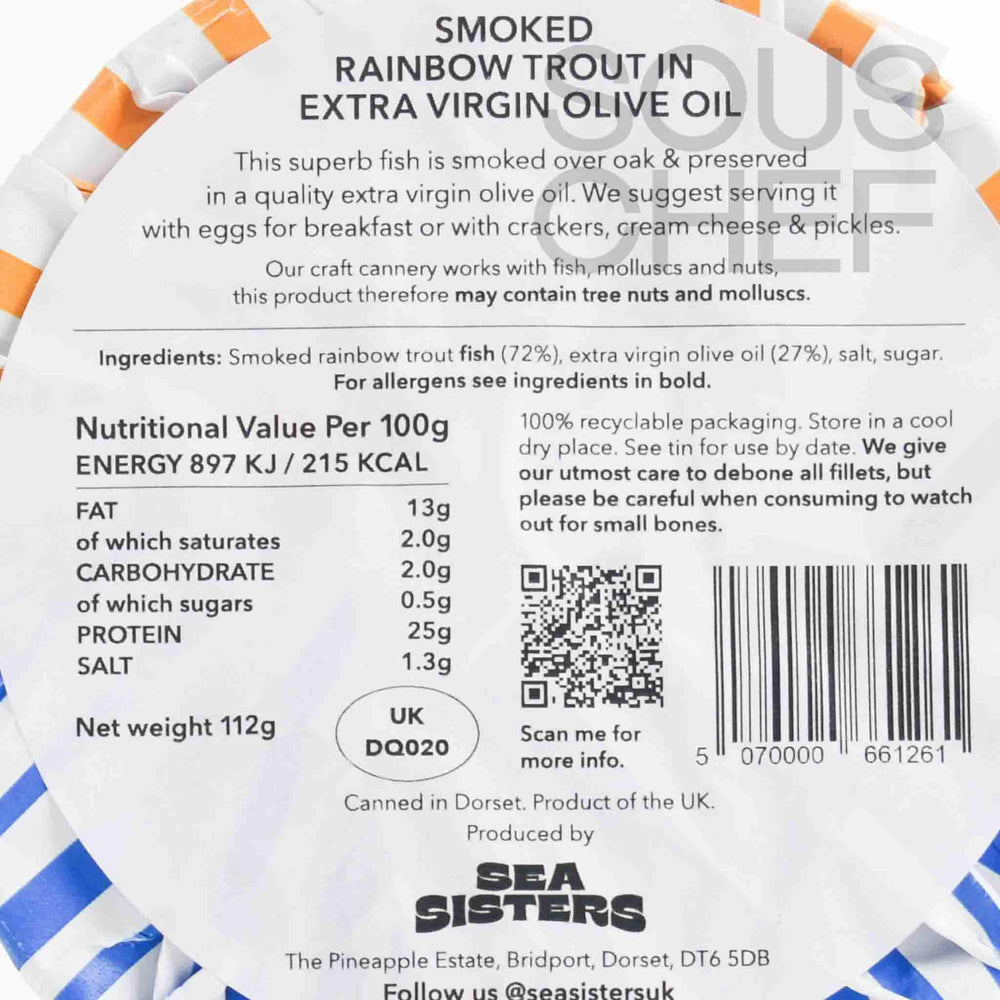 SMOKED
RAINBOW TROUT IN
EXTRA VIRGIN OLIVE OIL
SOUS
CHEF
This superb fish is smoked over oak & preserved
in a quality extra virgin olive oil. We suggest serving it
with eggs for breakfast or with crackers, cream cheese & pickles.
Our craft cannery works with fish, molluscs and nuts,
this product therefore may contain tree nuts and molluscs.
Ingredients: Smoked rainbow trout fish (72%), extra virgin olive oil (27%), salt, sugar.
For allergens see ingredients in bold.
Nutritional Value Per 100g
ENERGY 897 KJ / 215 KCAL
FAT 13g
of which saturates 2.0g
CARBOHYDRATE 2.0g
of which sugars 0.5g
PROTEIN 25g
SALT 1.3g
Net weight 112g
UK
DQ020
100% recyclable packaging. Store in a cool
dry place. See tin for use by date. We give
our utmost care to debone all fillets, but
please be careful when consuming to watch
out for small bones.
Scan me for
more info.
5 070000 661261
Canned in Dorset. Product of the UK.
Produced by
SEA
SISTERS
The Pineapple Estate, Bridport, Dorset, DT6 5DB
Follow us @seasistersuk